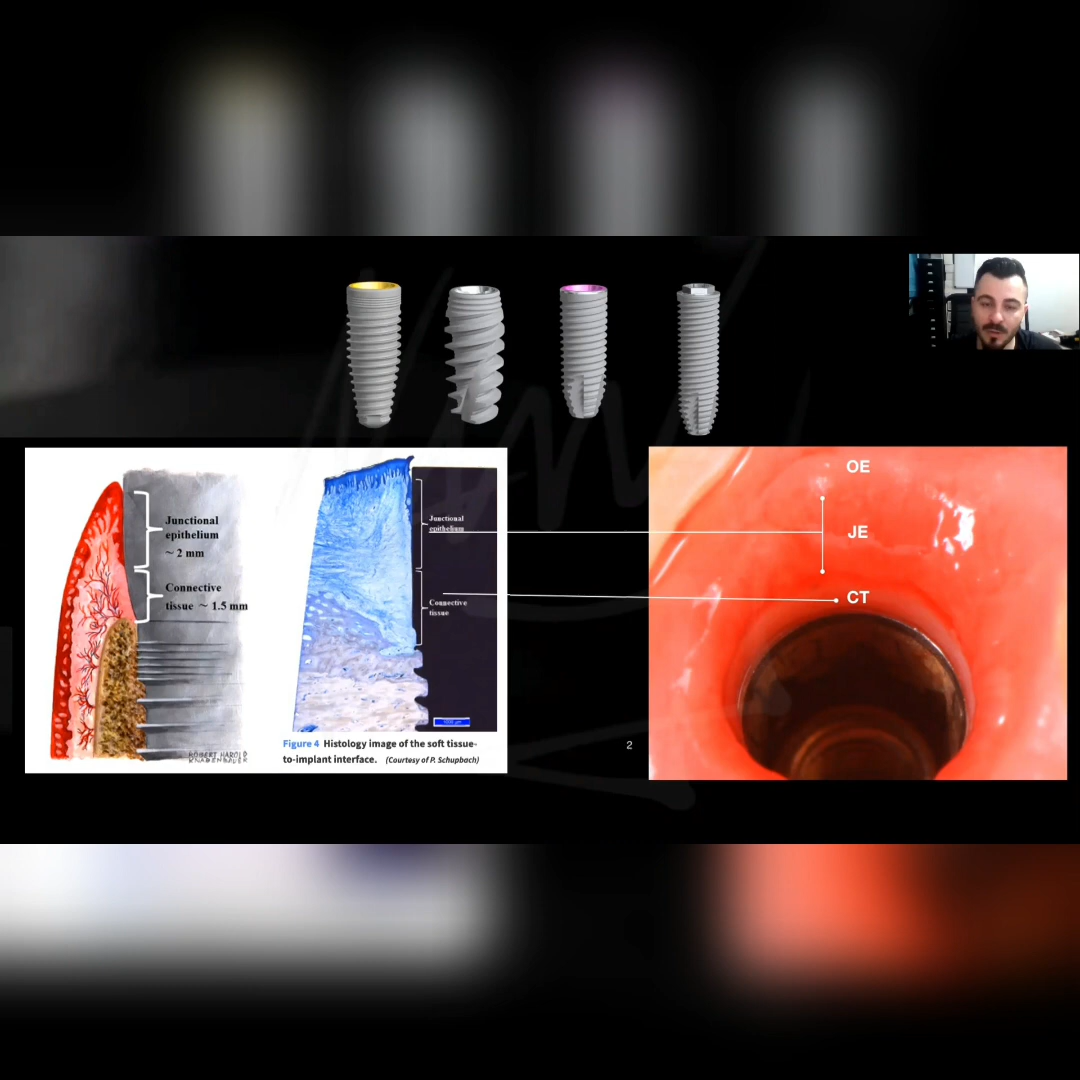 Junctional
epithelium
~ 2 mm
Connective
tissue ~ 1.5 mm
ROBERT HAROLD
KNABENBAUER
Junctional
epithelium
Connective
tissue
Figure 4 Histology image of the soft tissue-
to-implant interface. (Courtesy of P. Schupbach)
2
OE
JE
CT